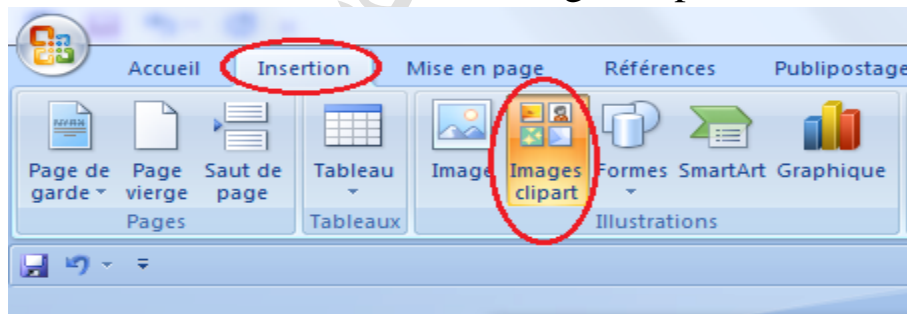 Accueil Insertion Mise en page Références Publipostage
Page de garde Page vierge Saut de page Tableau Image Images clipart Formes SmartArt Graphique
Pages Tableaux Illustrations